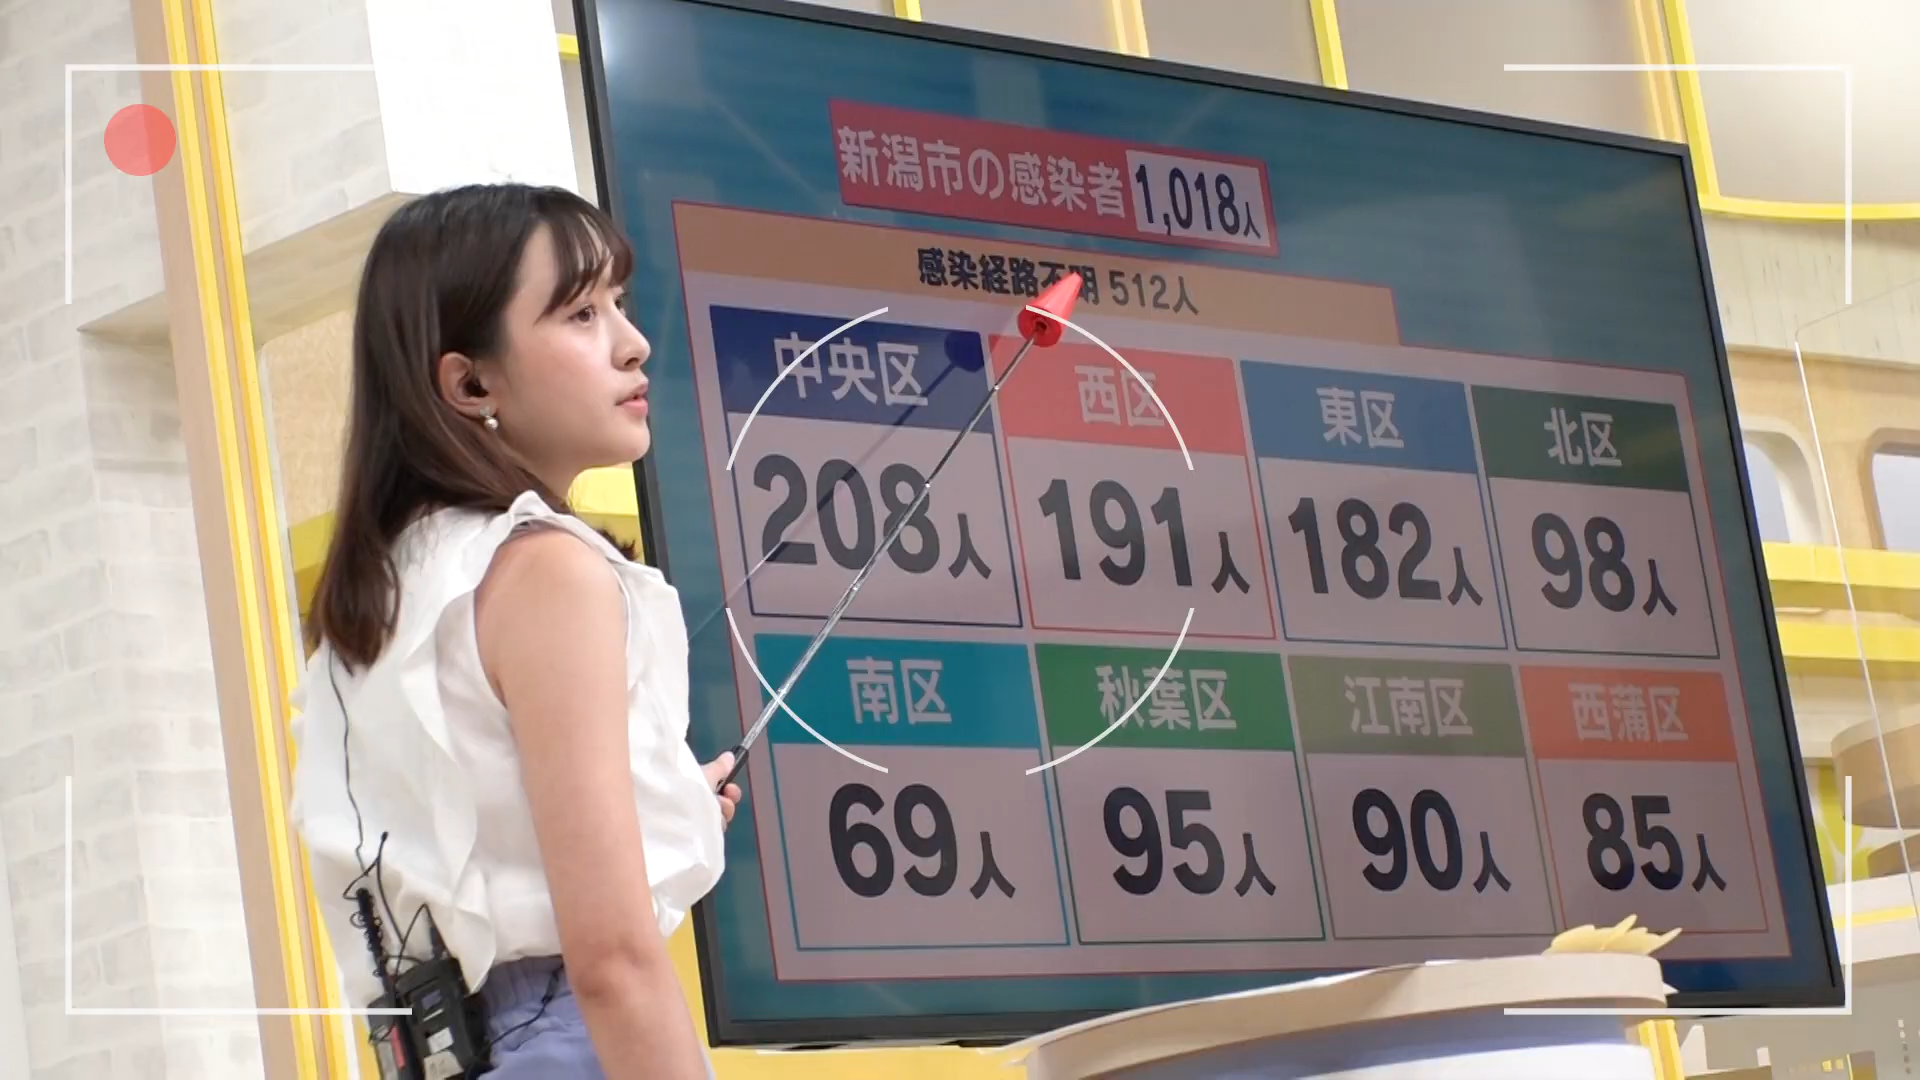 新潟市の感染者 1,018人
感染経路不明 512人
中央区 西区 東区 北区
208人 191人 182人 98人
南区 秋葉区 江南区 西蒲区
69人 95人 90人 85人